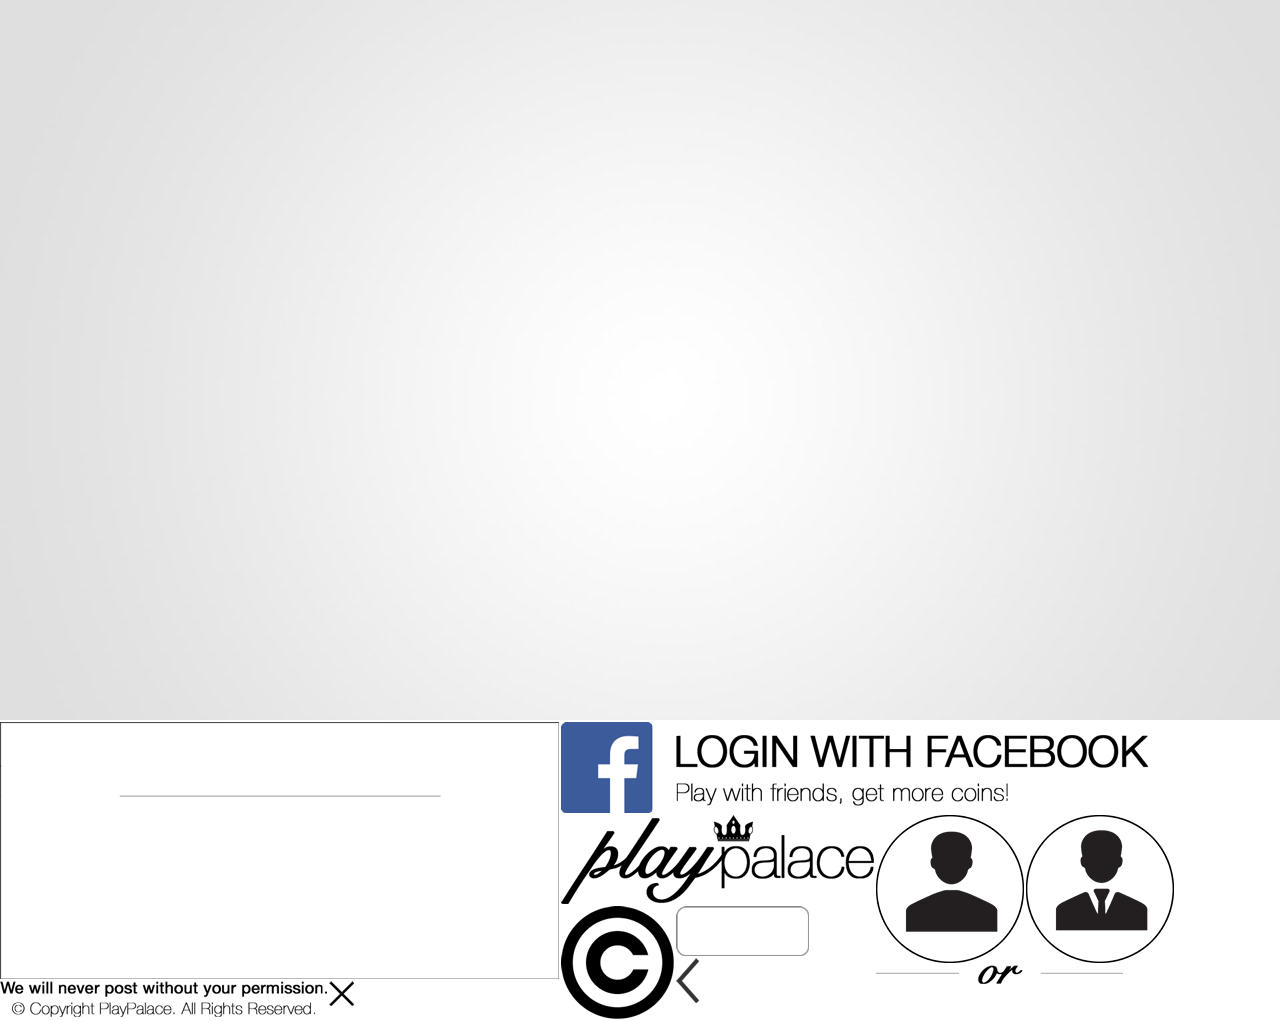 LOGIN WITH FACEBOOK
Play with friends, get more coins!
playpalace
or
We will never post without your permission.
© Copyright PlayPalace. All Rights Reserved.